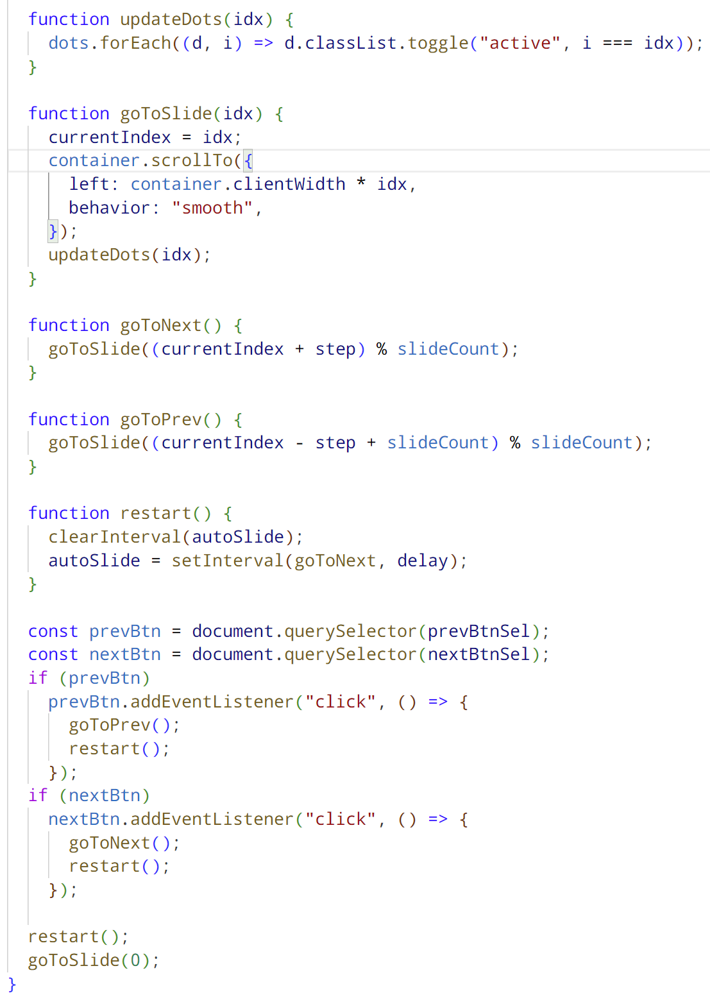 function updateDots(idx) {
dots.forEach((d, i) => d.classList.toggle("active", i === idx));
}
function goToSlide(idx) {
currentIndex = idx;
container.scrollTo({
left: container.clientWidth * idx,
behavior: "smooth",
});
updateDots(idx);
}
function goToNext() {
goToSlide((currentIndex + step) % slideCount);
}
function goToPrev() {
goToSlide((currentIndex - step + slideCount) % slideCount);
}
function restart() {
clearInterval(autoSlide);
autoSlide = setInterval(goToNext, delay);
}
const prevBtn = document.querySelector(prevBtnSel);
const nextBtn = document.querySelector(nextBtnSel);
if (prevBtn)
prevBtn.addEventListener("click", () => {
goToPrev();
restart();
});
if (nextBtn)
nextBtn.addEventListener("click", () => {
goToNext();
restart();
});
restart();
goToSlide(0);
}